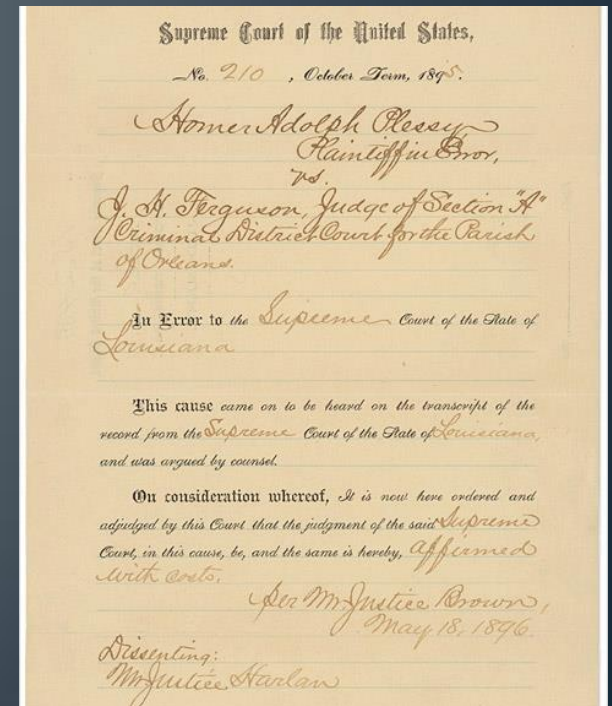 Supreme Court of the United States,
No. 210 , October Term, 1895.
Homer Adolph Plessy
Plaintiff in Error,
vs.
J. H. Ferguson, Judge of Section "A"
Criminal District Court for the Parish
of Orleans.
In Error to the Supreme Court of the State of
Louisiana
This cause came on to be heard on the transcript of the
record from the Supreme Court of the State of Louisiana,
and was argued by counsel.
On consideration whereof, It is now here ordered and
adjudged by this Court that the judgment of the said Supreme
Court, in this cause, be, and the same is hereby, affirmed
with costs.
per Mr. Justice Brown,
May 18, 1896.
Dissenting:
Mr. Justice Harlan